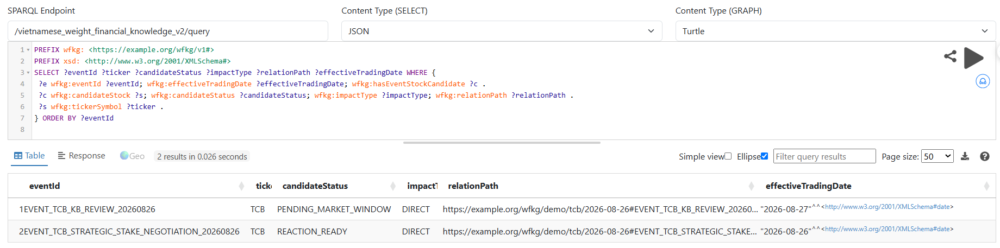 SPARQL Endpoint
Content Type (SELECT)
Content Type (GRAPH)
/vietnamese_weight_financial_knowledge_v2/query
JSON
Turtle
1 PREFIX wfkg: <https://example.org/wfkg/v1#>
2 PREFIX xsd: <http://www.w3.org/2001/XMLSchema#>
3 SELECT ?eventId ?ticker ?candidateStatus ?impactType ?relationPath ?effectiveTradingDate WHERE {
4 ?e wfkg:eventId ?eventId; wfkg:effectiveTradingDate ?effectiveTradingDate; wfkg:hasEventStockCandidate ?c .
5 ?c wfkg:candidateStock ?s; wfkg:candidateStatus ?candidateStatus; wfkg:impactType ?impactType; wfkg:relationPath ?relationPath .
6 ?s wfkg:tickerSymbol ?ticker .
7 } ORDER BY ?eventId
8
Table Response Geo 2 results in 0.026 seconds Simple view Ellipse Filter query results Page size: 50
eventId ticke candidateStatus impactT relationPath effectiveTradingDate
1 EVENT_TCB_KB_REVIEW_20260826 TCB PENDING_MARKET_WINDOW DIRECT https://example.org/wfkg/demo/tcb/2026-08-26#EVENT_TCB_KB_REVIEW_20260... "2026-08-27"^^<http://www.w3.org/2001/XMLSchema#date>
2 EVENT_TCB_STRATEGIC_STAKE_NEGOTIATION_20260826 TCB REACTION_READY DIRECT https://example.org/wfkg/demo/tcb/2026-08-26#EVENT_TCB_STRATEGIC_STAKE... "2026-08-26"^^<http://www.w3.org/2001/XMLSchema#date>